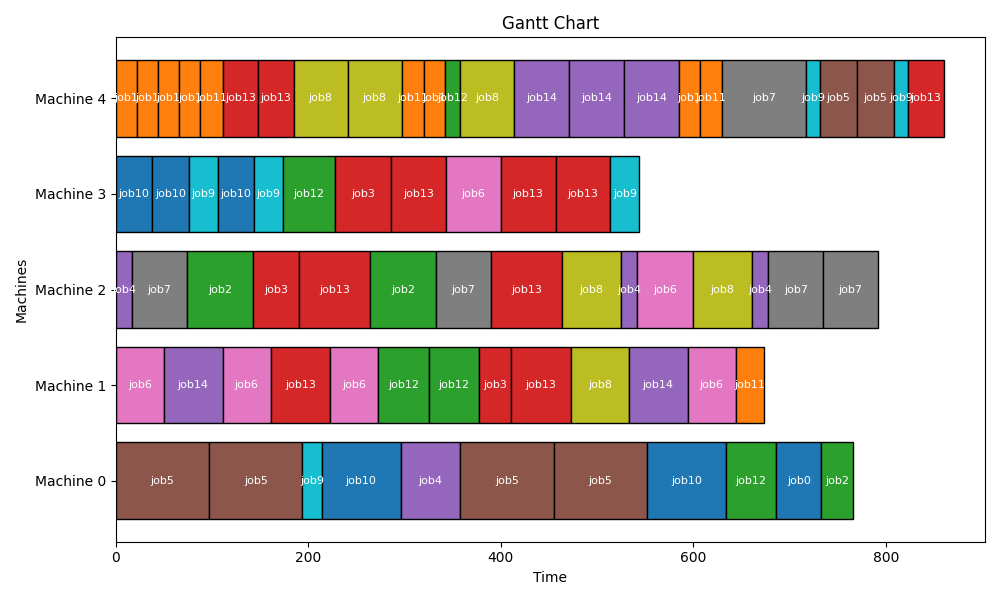 Gantt Chart
Machine 4
job11 job13 job13 job8 job8 job11 job12 job8 job14 job14 job14 job11 job7 job9 job5 job5 job9 job13
Machine 3
job10 job10 job9 job10 job9 job12 job3 job13 job6 job13 job13 job9
Machine 2
job4 job7 job2 job3 job13 job2 job7 job13 job8 job4 job6 job8 job4 job7 job7
Machine 1
job6 job14 job6 job13 job6 job12 job12 job3 job13 job8 job14 job6 job11
Machine 0
job5 job5 job9 job10 job4 job5 job5 job10 job12 job0 job2
Machines
0 200 400 600 800
Time